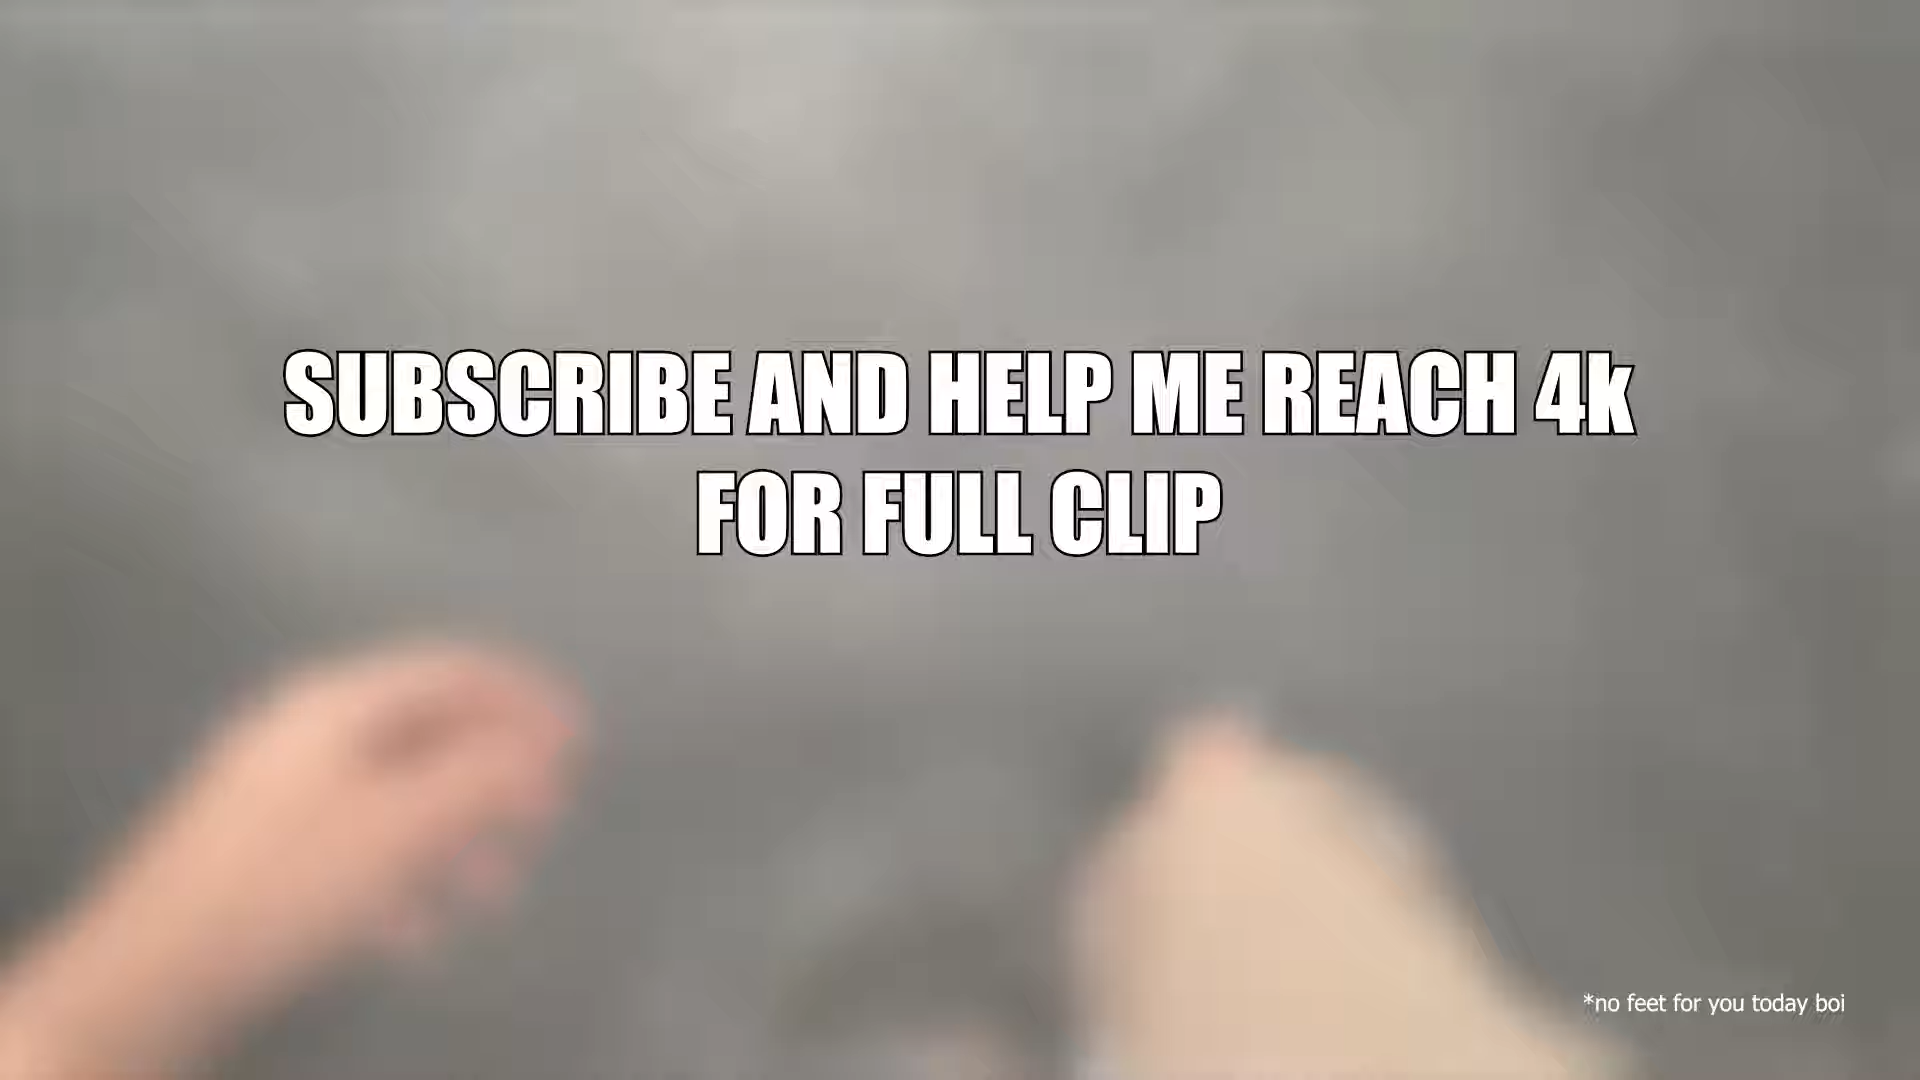 SUBSCRIBE AND HELP ME REACH 4k
FOR FULL CLIP
*no feet for you today boi